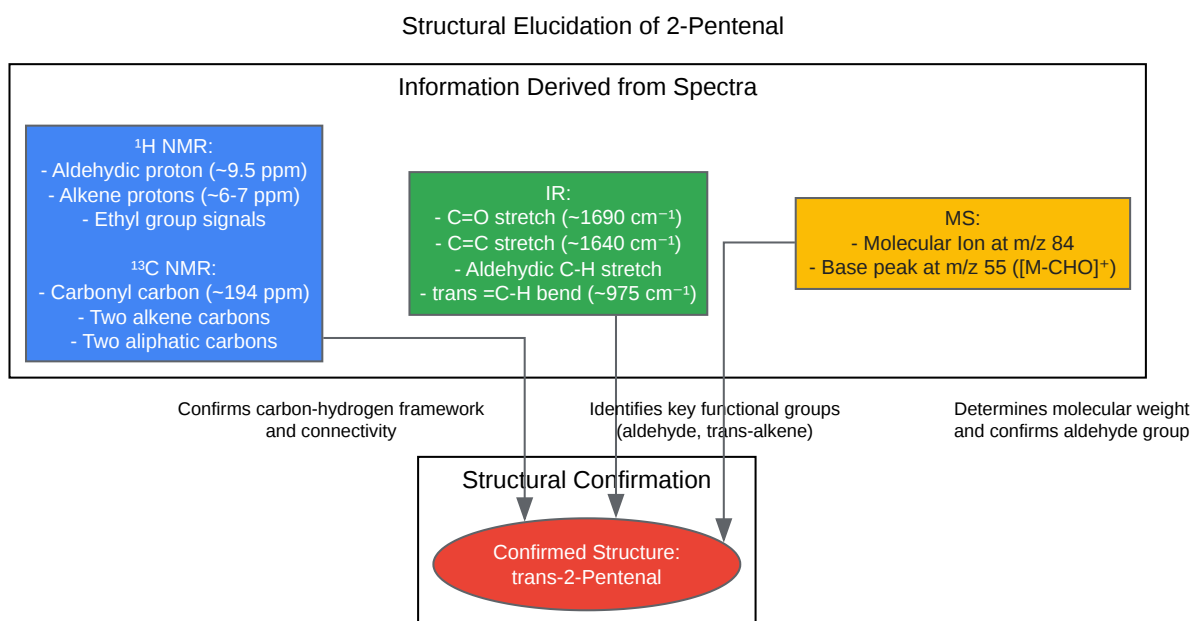 Structural Elucidation of 2-Pentenal
Information Derived from Spectra
¹H NMR:
- Aldehydic proton (~9.5 ppm)
- Alkene protons (~6-7 ppm)
- Ethyl group signals
¹³C NMR:
- Carbonyl carbon (~194 ppm)
- Two alkene carbons
- Two aliphatic carbons
IR:
- C=O stretch (~1690 cm⁻¹)
- C=C stretch (~1640 cm⁻¹)
- Aldehydic C-H stretch
- trans =C-H bend (~975 cm⁻¹)
MS:
- Molecular Ion at m/z 84
- Base peak at m/z 55 ([M-CHO]⁺)
Confirms carbon-hydrogen framework
and connectivity
Identifies key functional groups
(aldehyde, trans-alkene)
Determines molecular weight
and confirms aldehyde group
Structural Confirmation
Confirmed Structure:
trans-2-Pentenal